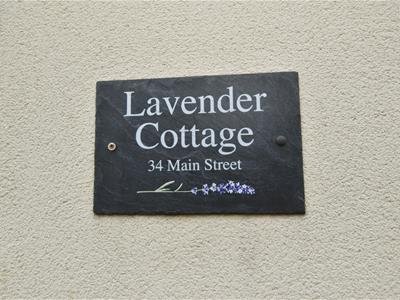 Lavender
Cottage
34 Main Street